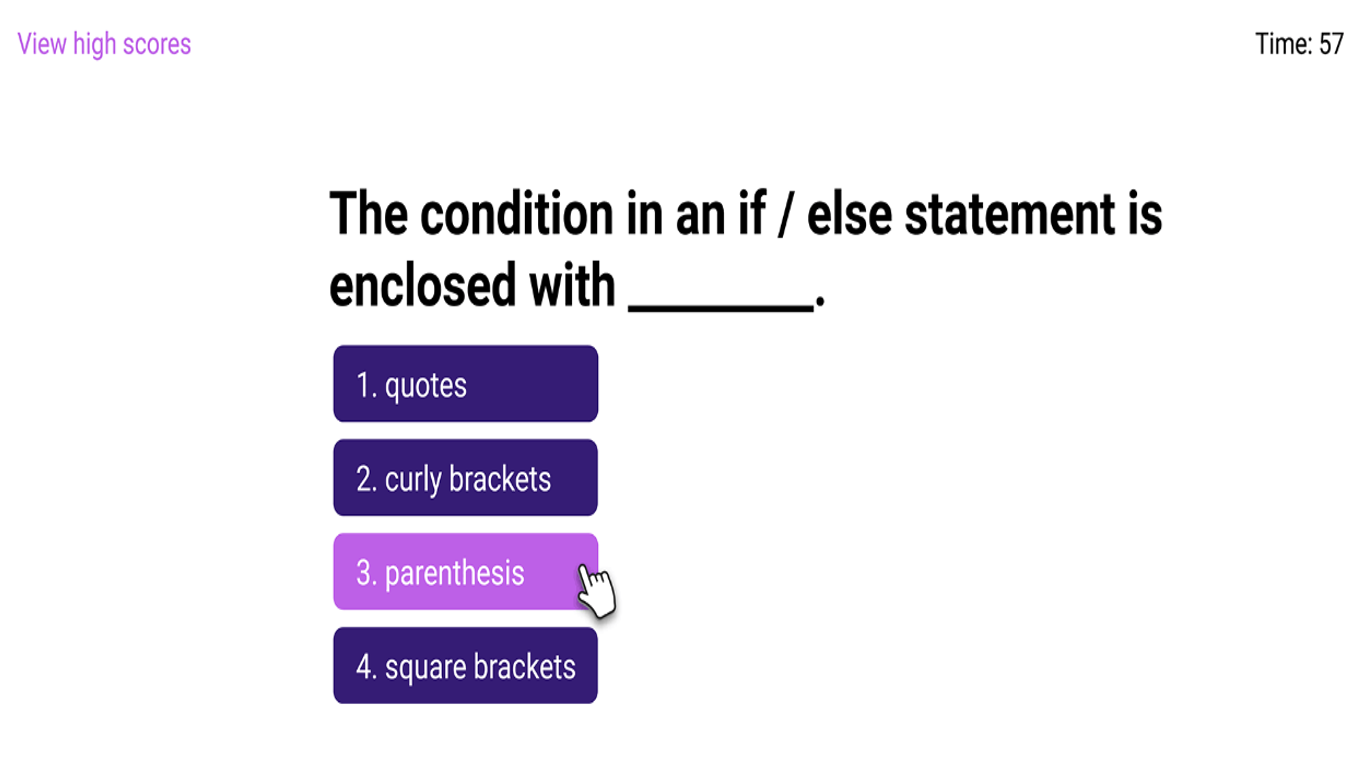 View high scores
Time: 57
The condition in an if / else statement is
enclosed with ________.
1. quotes
2. curly brackets
3. parenthesis
4. square brackets